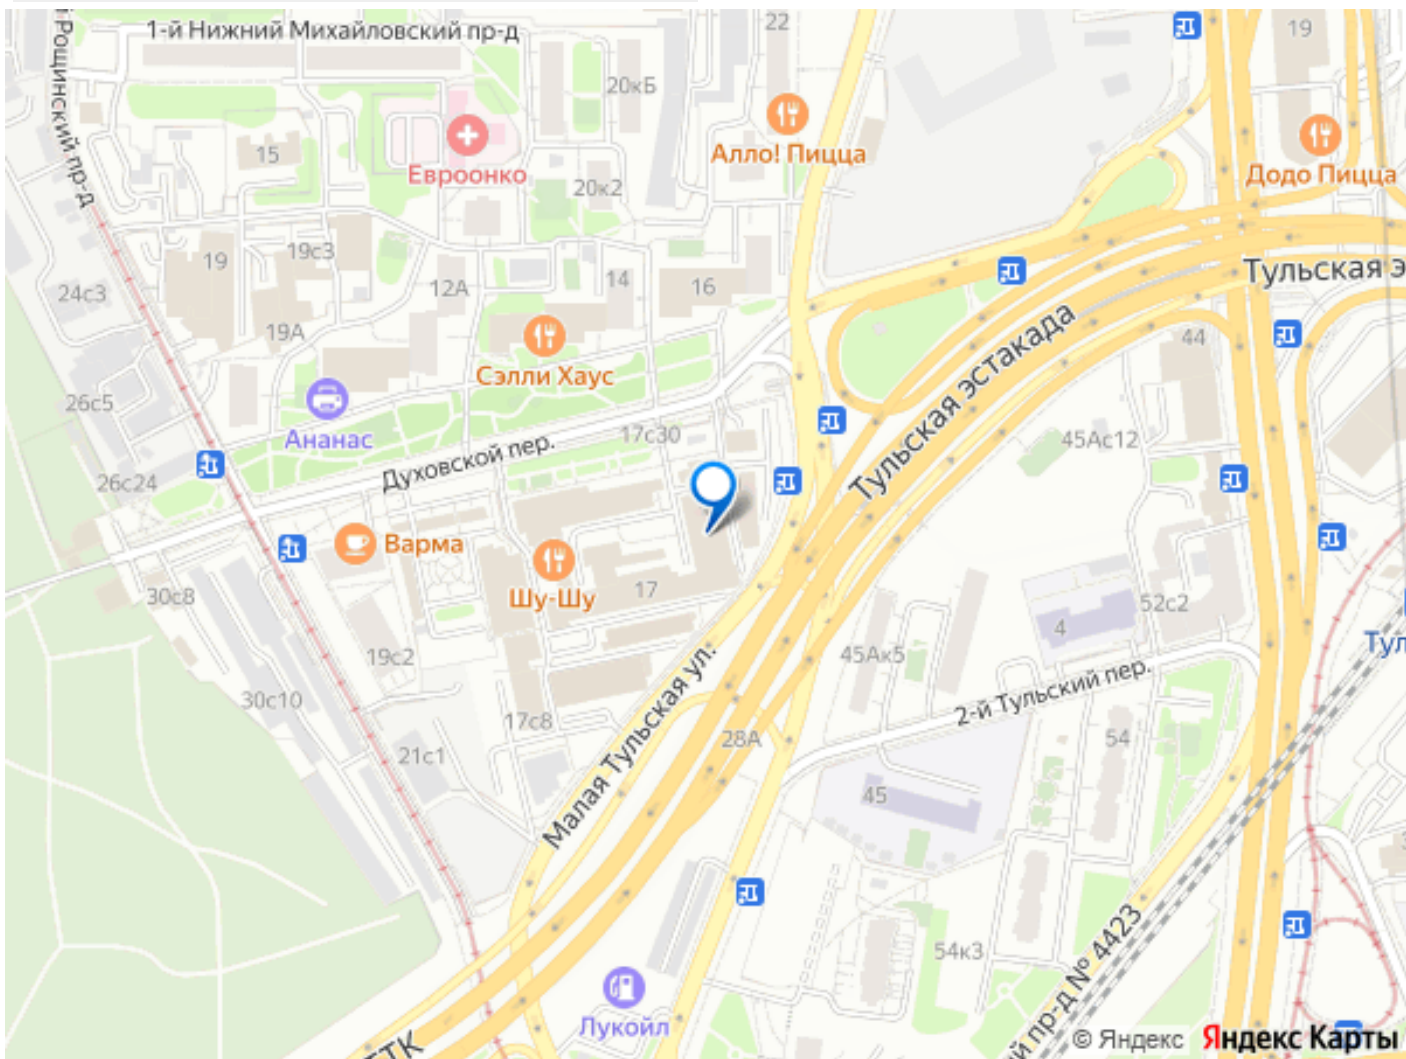 1-й Нижний Михайловский пр-д
22
19
Рощинский пр-д
20кБ
15
Евроонко
Алло! Пицца
Додо Пицца
20к2
19с3
19
14
16
12А
24с3
19А
Тульская э
Тульская эстакада
44
Сэлли Хаус
26с5
Ананас
17с30
45Ас12
Духовской пер.
26с24
Варма
Шу-Шу
17
30с8
52с2
4
19с2
45Ак5
Тул
Малая Тульская ул.
2-й Тульский пер.
30с10
17с8
28А
54
21с1
45
54к3
й пр-д № 4423
Лукойл
ТТК
© Яндекс Яндекс Карты